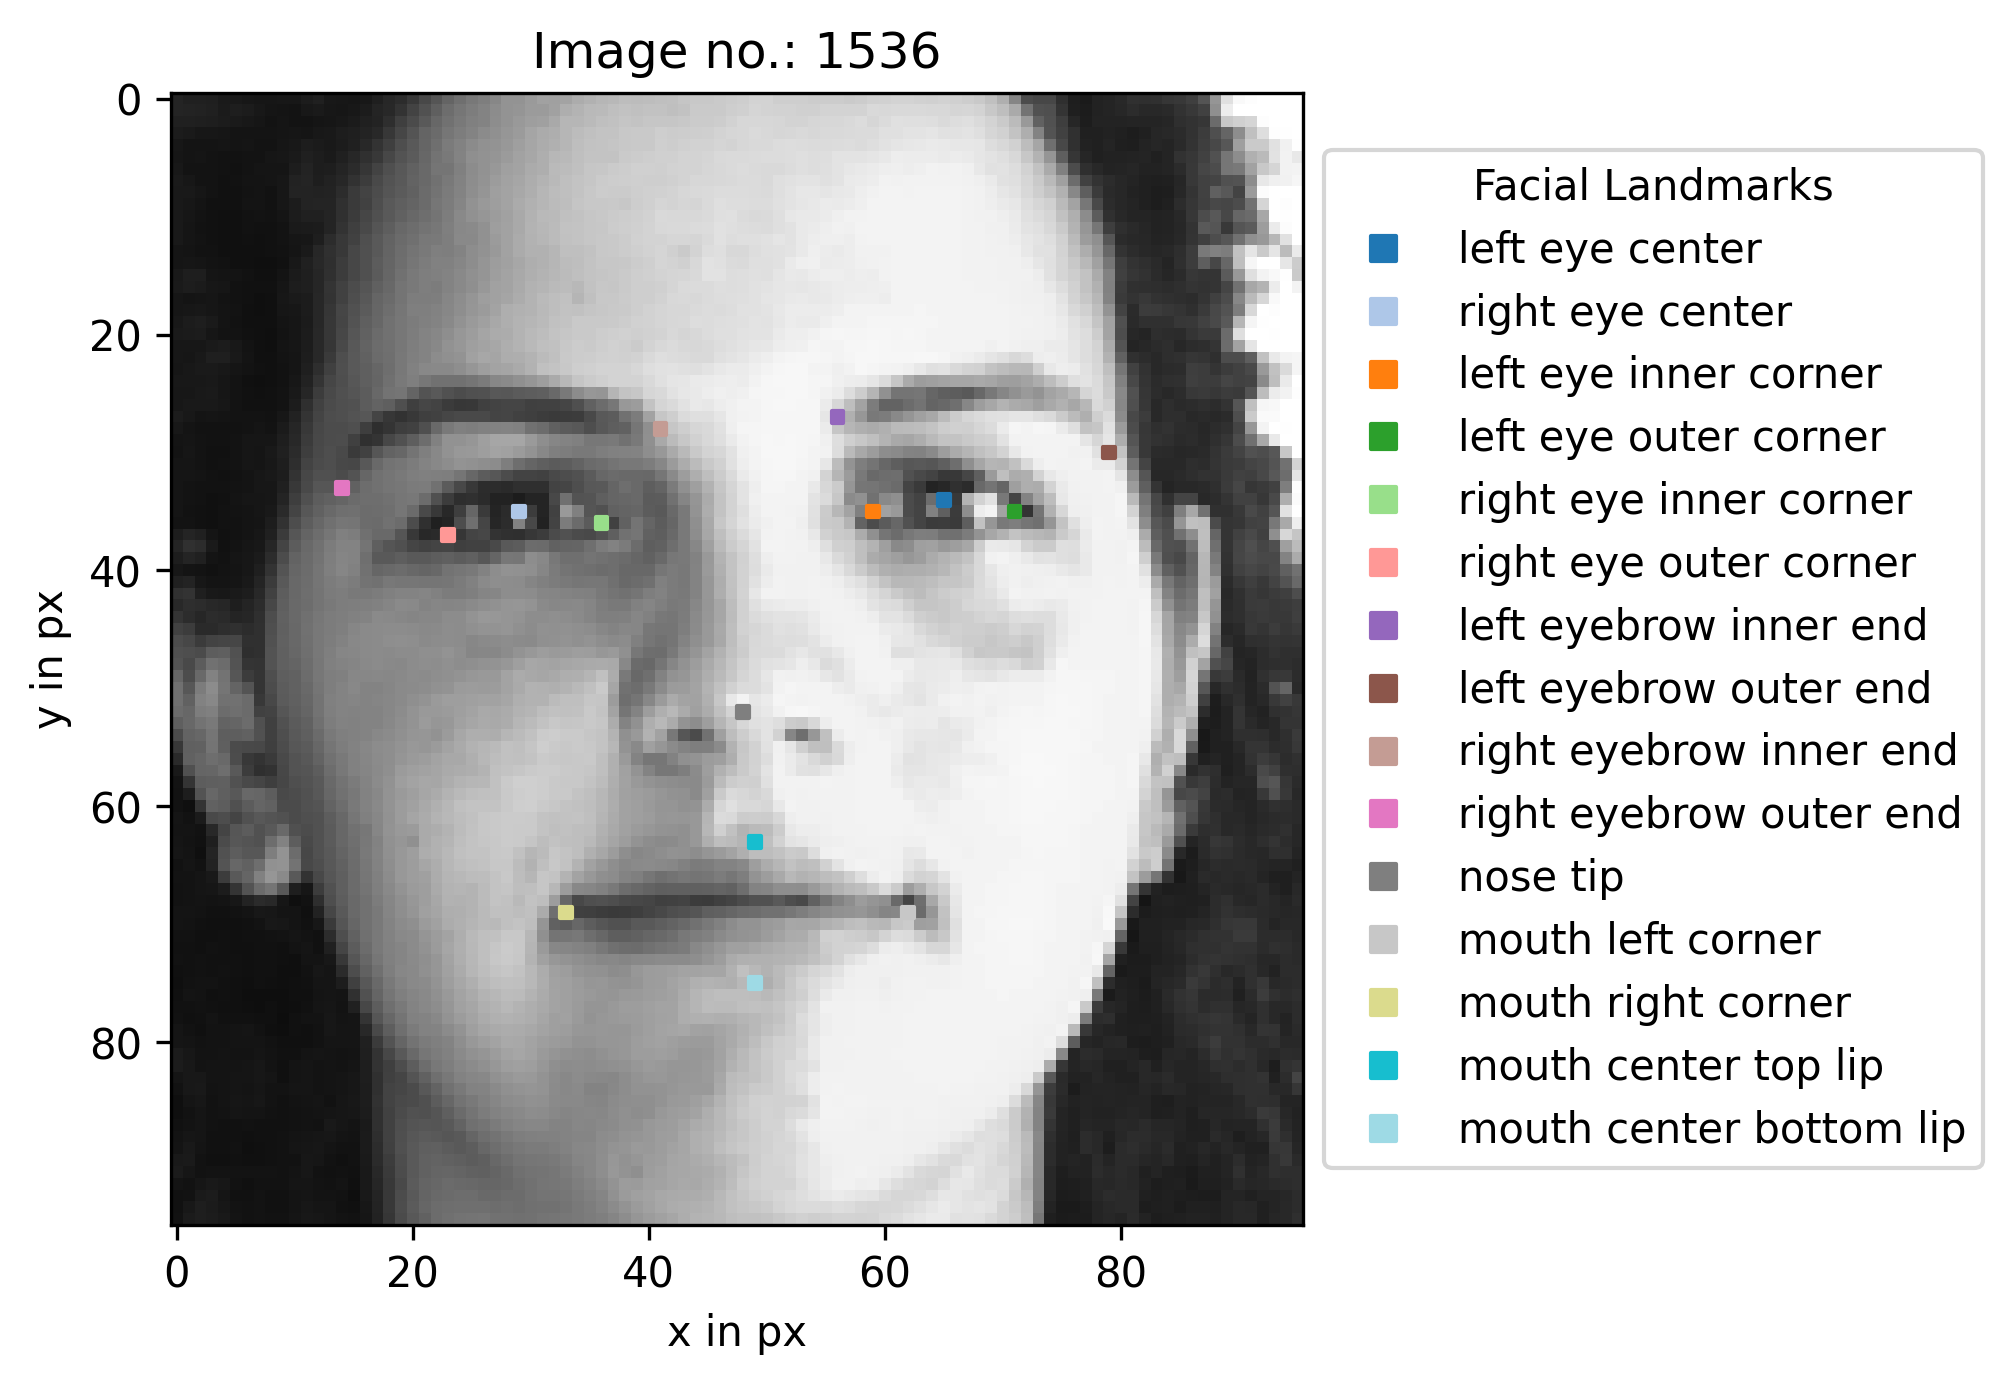 Image no.: 1536
0
20
40
60
80
y in px
0 20 40 60 80
x in px
Facial Landmarks
left eye center
right eye center
left eye inner corner
left eye outer corner
right eye inner corner
right eye outer corner
left eyebrow inner end
left eyebrow outer end
right eyebrow inner end
right eyebrow outer end
nose tip
mouth left corner
mouth right corner
mouth center top lip
mouth center bottom lip